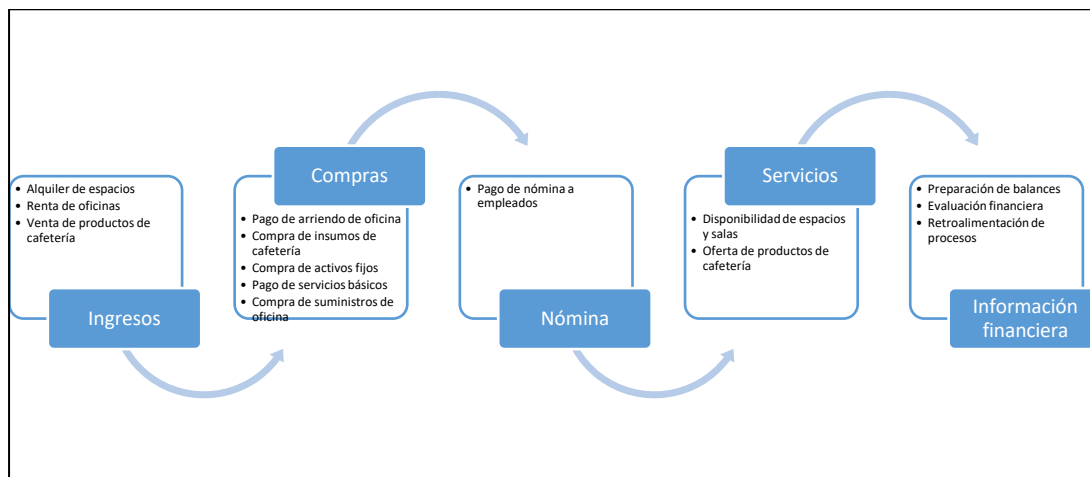 • Alquiler de espacios
• Renta de oficinas
• Venta de productos de
cafetería
Ingresos
Compras
• Pago de arriendo de oficina
• Compra de insumos de
cafetería
• Compra de activos fijos
• Pago de servicios básicos
• Compra de suministros de
oficina
• Pago de nómina a
empleados
Nómina
Servicios
• Disponibilidad de espacios
y salas
• Oferta de productos de
cafetería
• Preparación de balances
• Evaluación financiera
• Retroalimentación de
procesos
Información
financiera